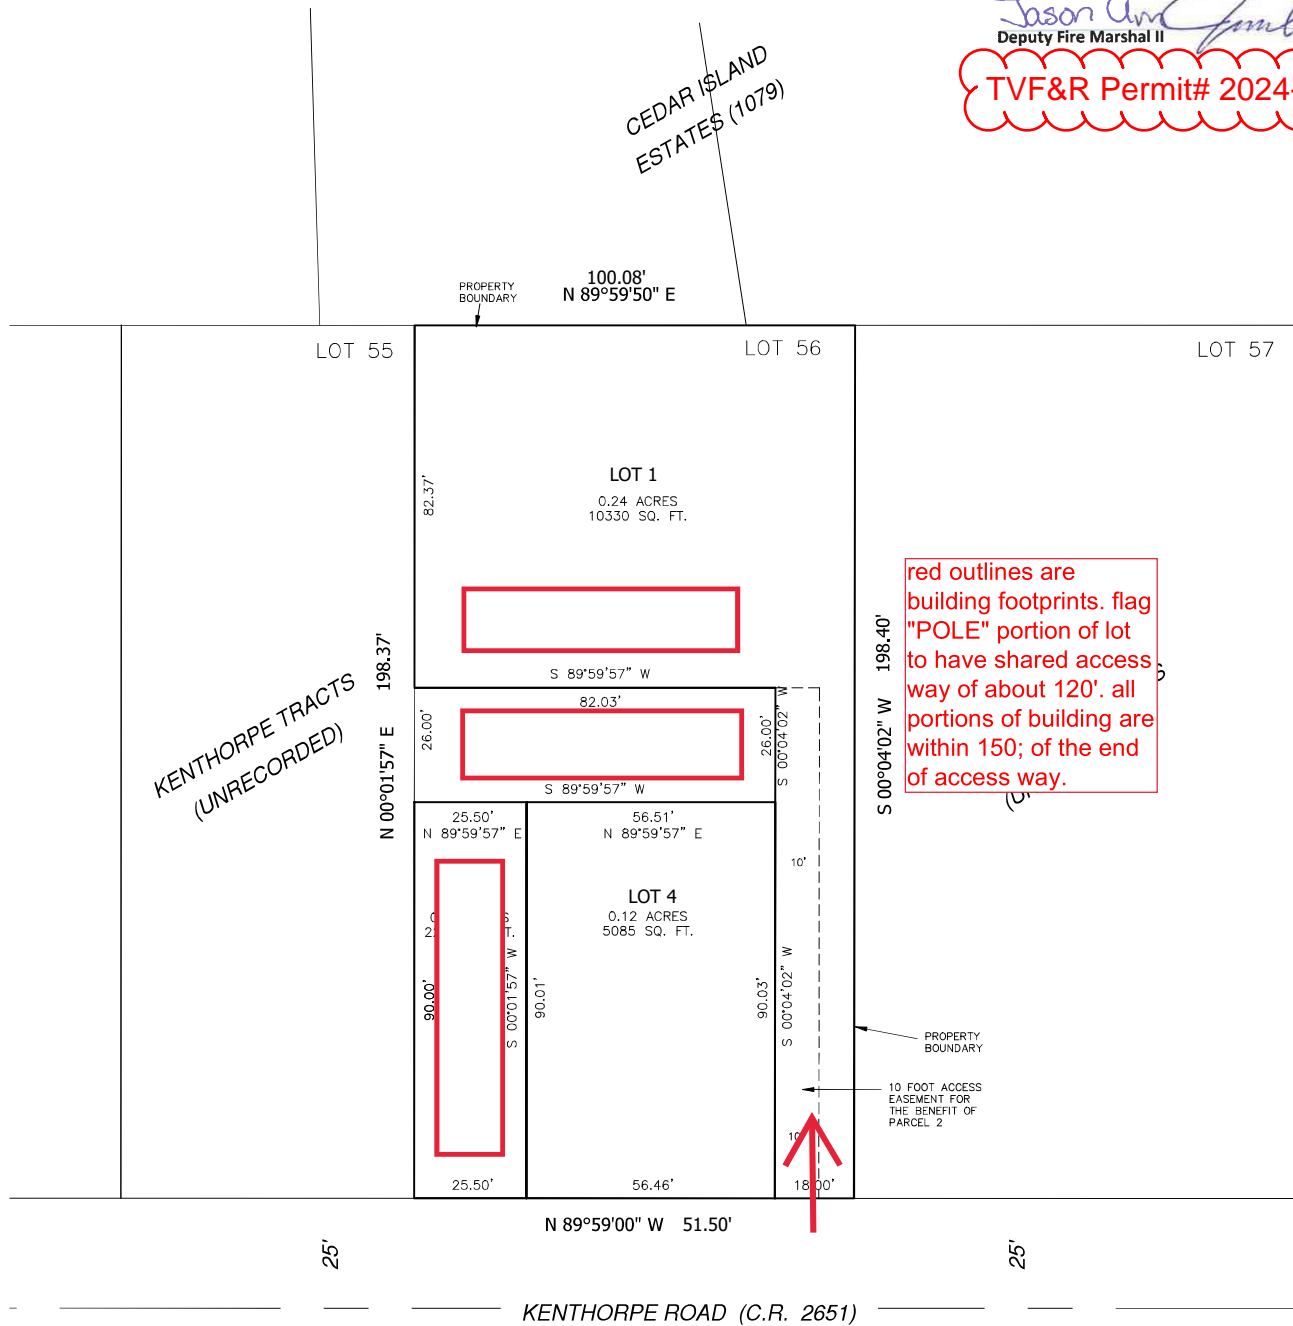 Jason
Deputy Fire Marshal II
TVF&R Permit# 2024-
CEDAR ISLAND
ESTATES (1079)
PROPERTY
BOUNDARY
100.08'
N 89°59'50" E
LOT 55
LOT 56
LOT 57
LOT 1
0.24 ACRES
10330 SQ. FT.
82.37'
red outlines are
building footprints. flag
"POLE" portion of lot
to have shared access
way of about 120'. all
portions of building are
within 150; of the end
of access way.
N 00°01'57" E 198.37'
S 00°04'02" W 198.40'
KENTHORPE TRACTS
(UNRECORDED)
S 89°59'57" W
82.03'
26.00'
26.00'
S 00°04'02" W
S 89°59'57" W
25.50'
N 89°59'57" E
56.51'
N 89°59'57" E
10'
LOT 4
0.12 ACRES
5085 SQ. FT.
90.00'
S 00°01'57" W
90.01'
90.03'
S 00°04'02" W
PROPERTY
BOUNDARY
10 FOOT ACCESS
EASEMENT FOR
THE BENEFIT OF
PARCEL 2
25.50'
56.46'
18.00'
N 89°59'00" W 51.50'
25'
25'
KENTHORPE ROAD (C.R. 2651)